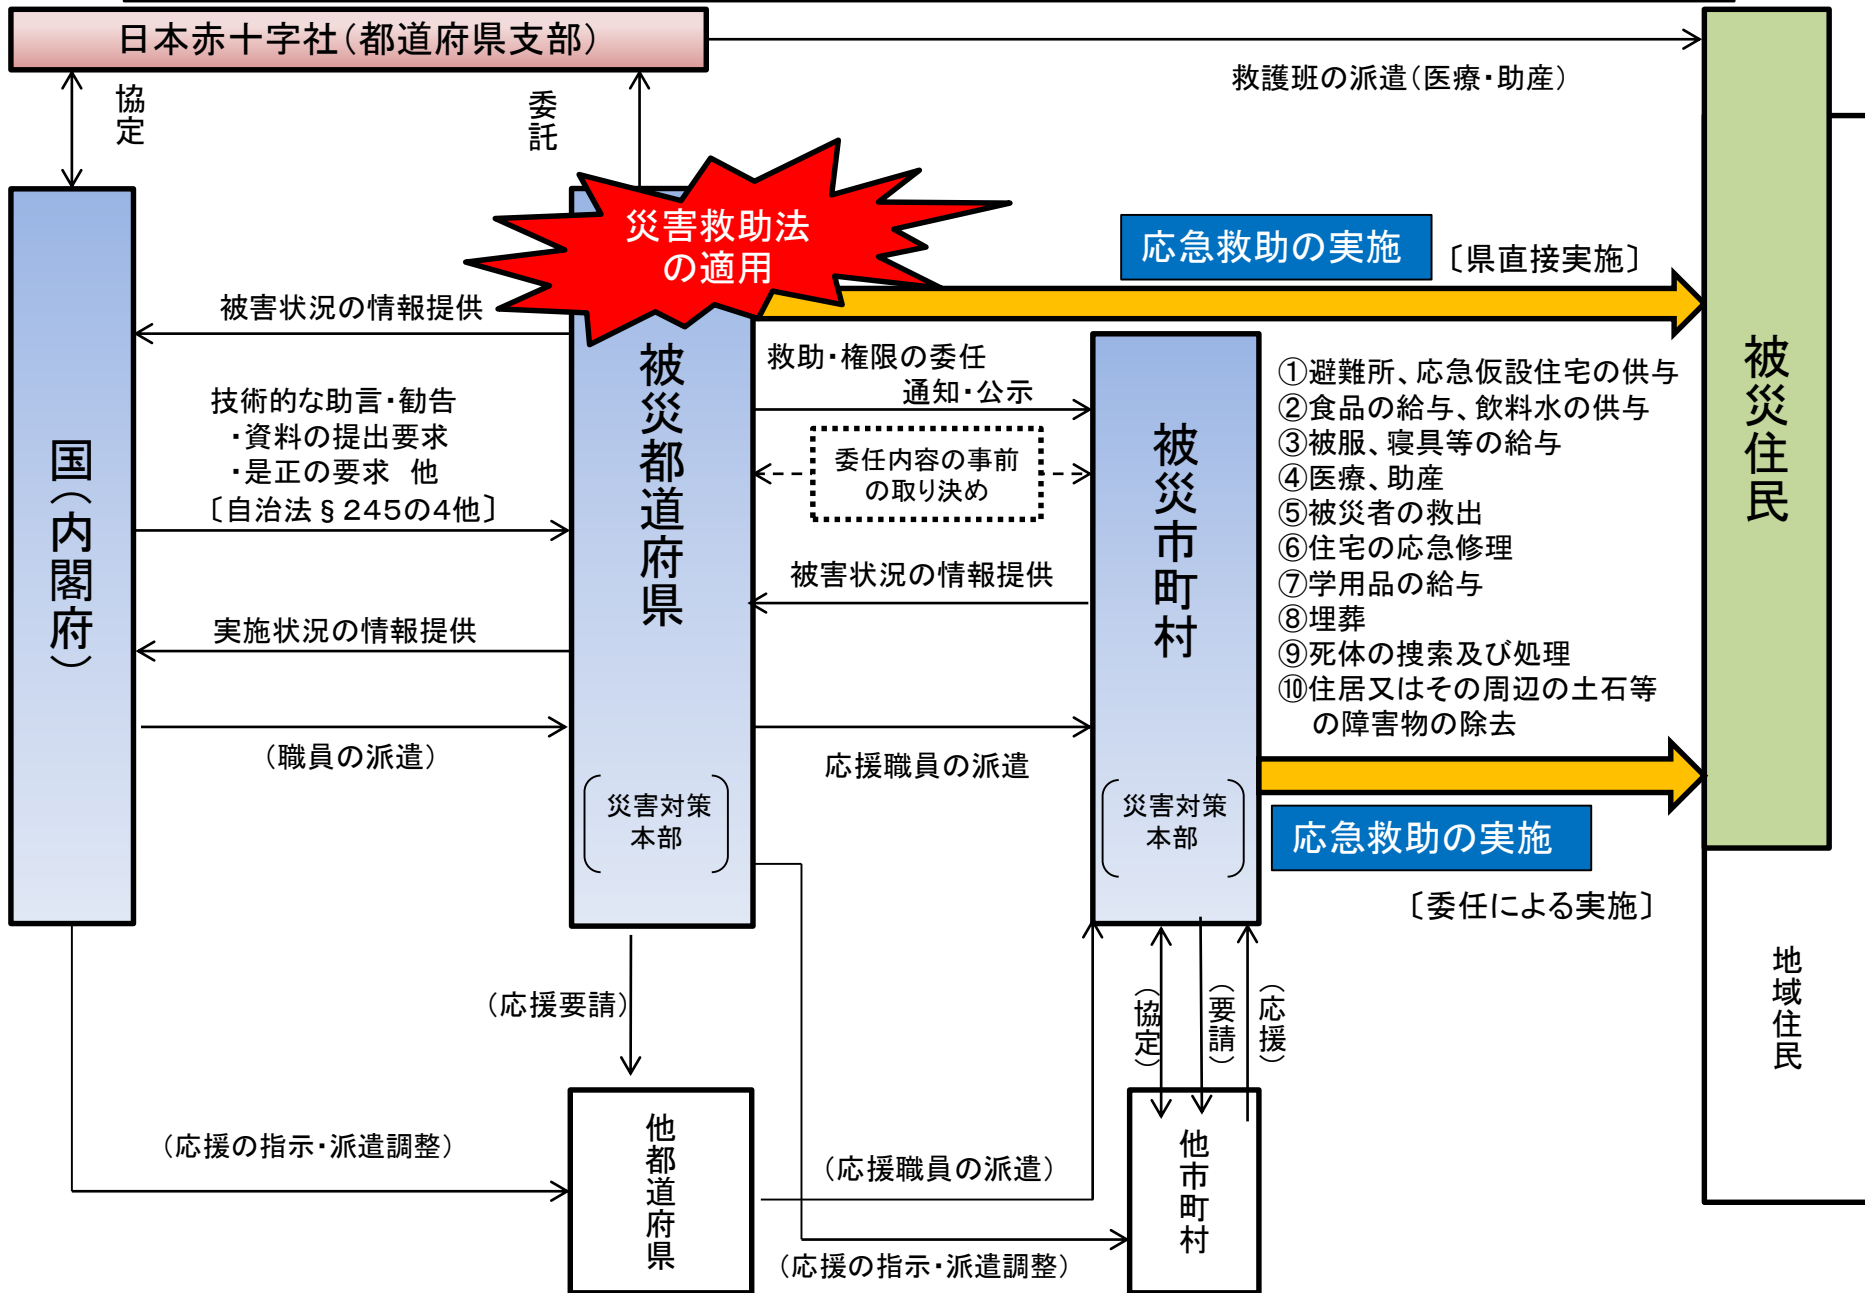 日本赤十字社（都道府県支部）
救護班の派遣（医療・助産）
協定
委託
災害救助法
の適用
応急救助の実施
〔県直接実施〕
被害状況の情報提供
技術的な助言・勧告
・資料の提出要求
・是正の要求　他
〔自治法§245の4他〕
実施状況の情報提供
（職員の派遣）
国（内閣府）
被災都道府県
災害対策
本部
救助・権限の委任
通知・公示
委任内容の事前
の取り決め
被害状況の情報提供
応援職員の派遣
被災市町村
災害対策
本部
①避難所、応急仮設住宅の供与
②食品の給与、飲料水の供与
③被服、寝具等の給与
④医療、助産
⑤被災者の救出
⑥住宅の応急修理
⑦学用品の給与
⑧埋葬
⑨死体の捜索及び処理
⑩住居又はその周辺の土石等
の障害物の除去
応急救助の実施
〔委任による実施〕
被災住民
地域住民
（応援要請）
（協定）
（要請）
（応援）
（応援の指示・派遣調整）
他都道府県
（応援職員の派遣）
（応援の指示・派遣調整）
他市町村